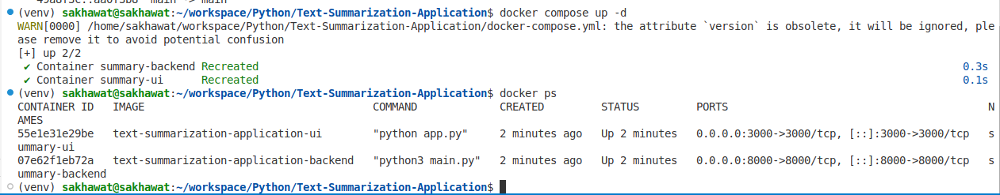 (venv) sakhawat@sakhawat:~/workspace/Python/Text-Summarization-Application$ docker compose up -d
WARN[0000] /home/sakhawat/workspace/Python/Text-Summarization-Application/docker-compose.yml: the attribute `version` is obsolete, it will be ignored, ple
ase remove it to avoid potential confusion
[+] up 2/2
✔ Container summary-backend Recreated 0.3s
✔ Container summary-ui Recreated 0.1s
(venv) sakhawat@sakhawat:~/workspace/Python/Text-Summarization-Application$ docker ps
CONTAINER ID IMAGE COMMAND CREATED STATUS PORTS N
AMES
55e1e31e29be text-summarization-application-ui "python app.py" 2 minutes ago Up 2 minutes 0.0.0.0:3000->3000/tcp, [::]:3000->3000/tcp s
ummary-ui
07e62f1eb72a text-summarization-application-backend "python3 main.py" 2 minutes ago Up 2 minutes 0.0.0.0:8000->8000/tcp, [::]:8000->8000/tcp s
ummary-backend
(venv) sakhawat@sakhawat:~/workspace/Python/Text-Summarization-Application$